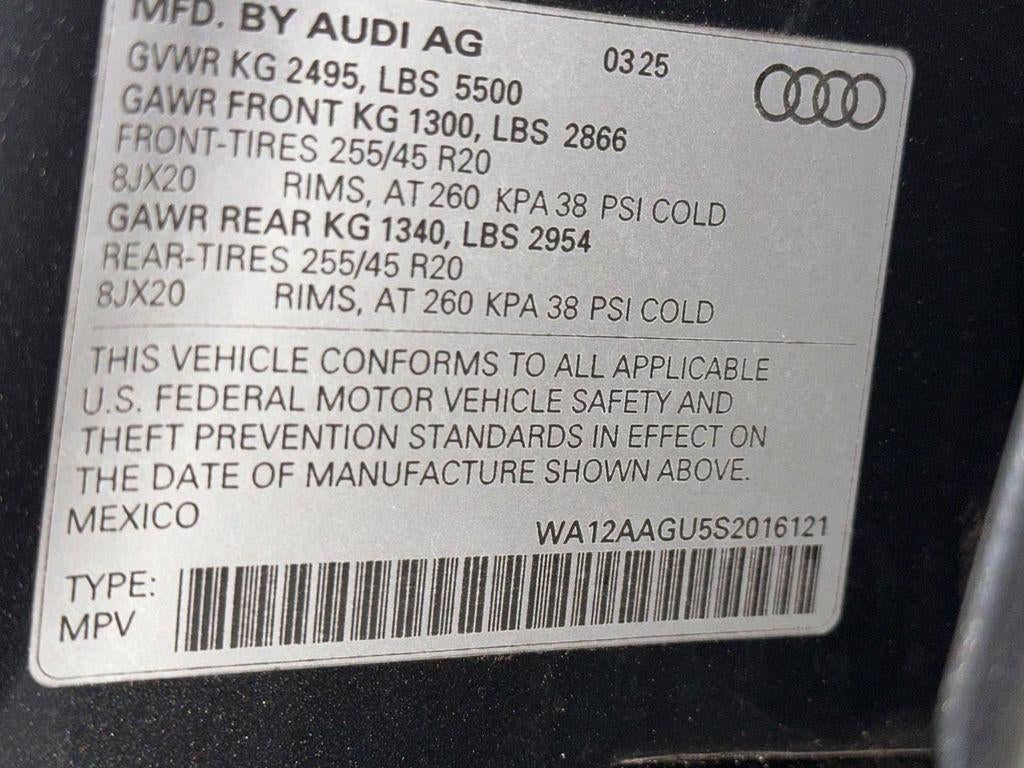 MFD. BY AUDI AG 03 25
GVWR KG 2495, LBS 5500
GAWR FRONT KG 1300, LBS 2866
FRONT-TIRES 255/45 R20
8JX20 RIMS, AT 260 KPA 38 PSI COLD
GAWR REAR KG 1340, LBS 2954
REAR-TIRES 255/45 R20
8JX20 RIMS, AT 260 KPA 38 PSI COLD
THIS VEHICLE CONFORMS TO ALL APPLICABLE
U.S. FEDERAL MOTOR VEHICLE SAFETY AND
THEFT PREVENTION STANDARDS IN EFFECT ON
THE DATE OF MANUFACTURE SHOWN ABOVE.
MEXICO
WA12AAGU5S2016121
TYPE:
MPV